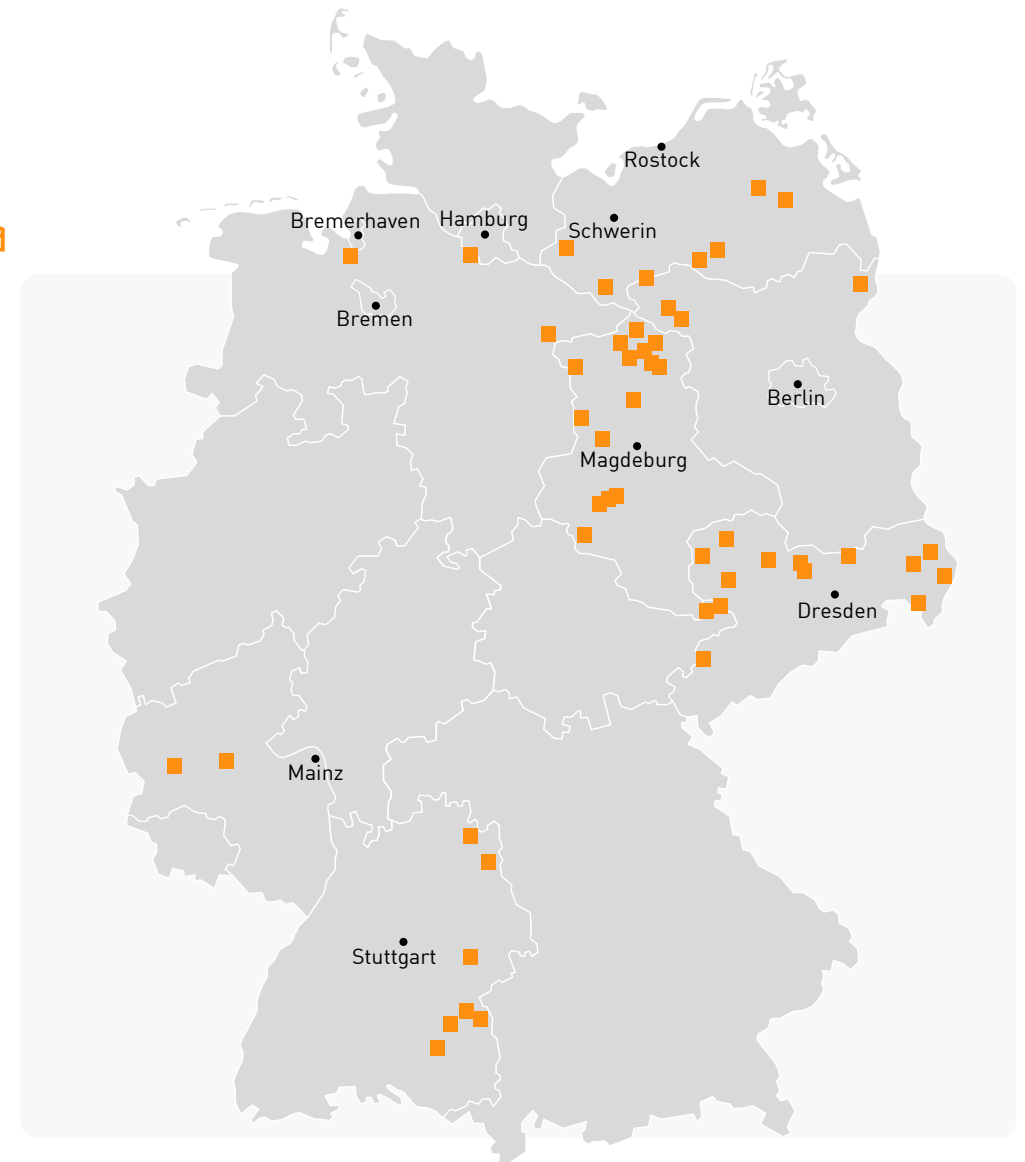 Rostock
Bremerhaven
Hamburg
Schwerin
Bremen
Berlin
Magdeburg
Dresden
Mainz
Stuttgart